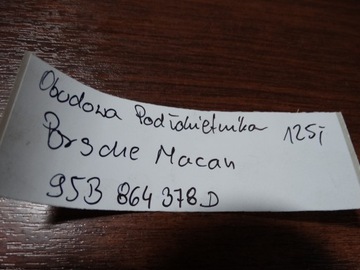 Obudowa Podłokietnika 125i
Porsche Macan
95B 864 378 D